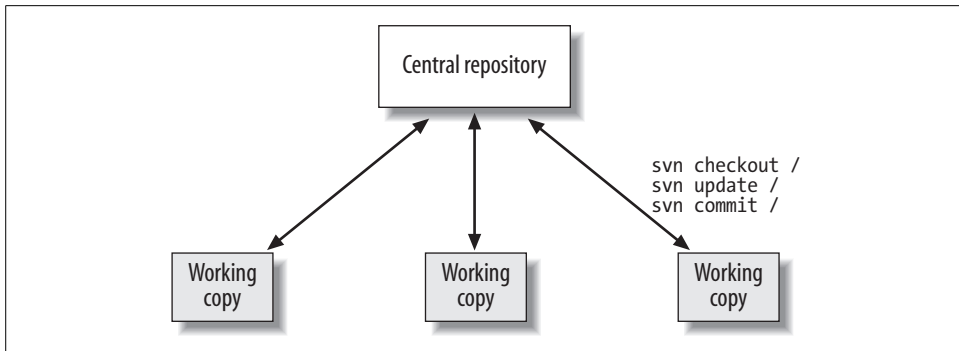 Central repository
svn checkout /
svn update /
svn commit /
Working
copy
Working
copy
Working
copy